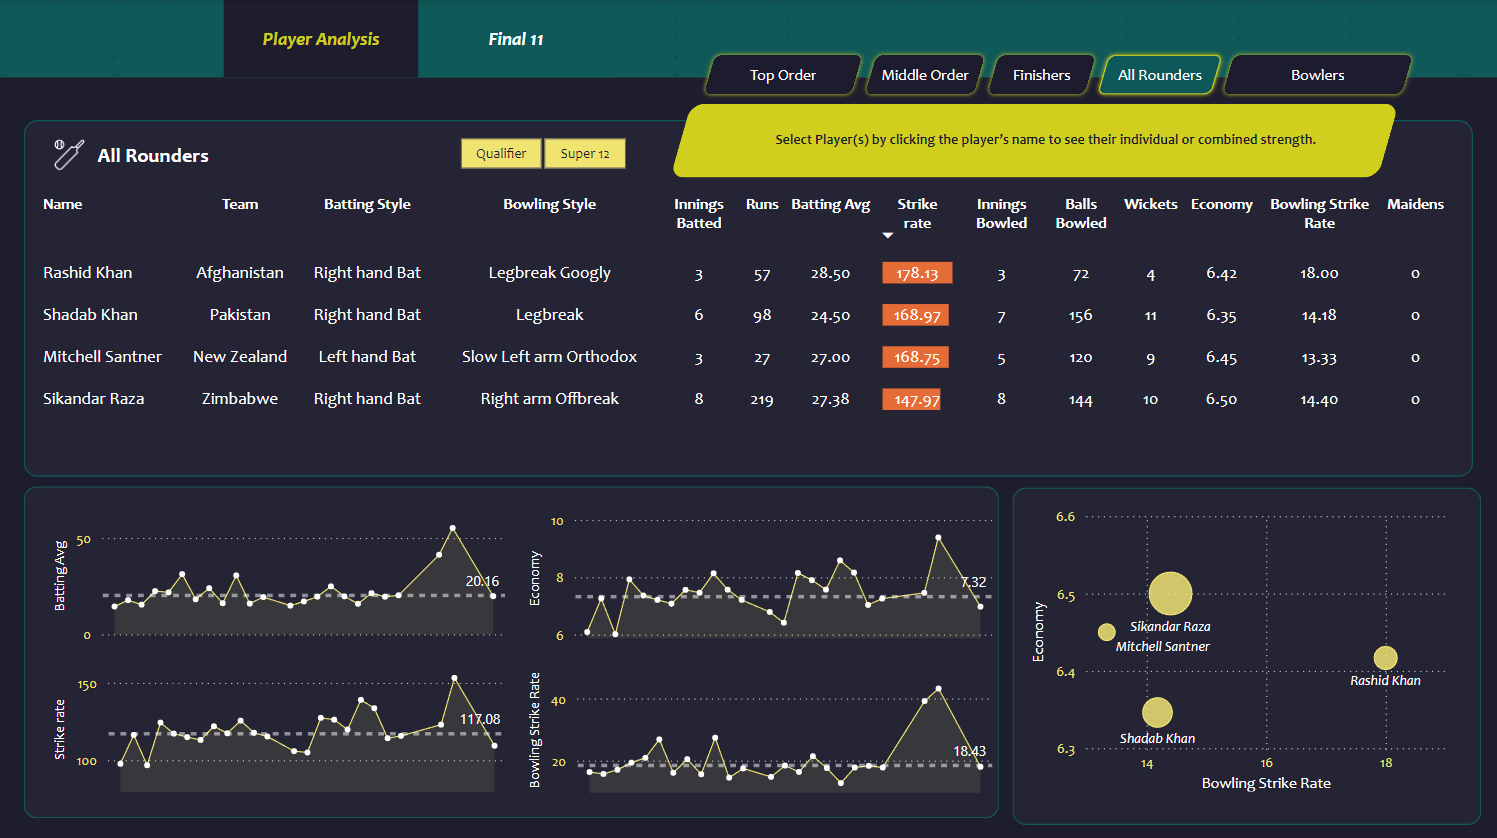 Player Analysis
Final 11
Top Order
Middle Order
Finishers
All Rounders
Bowlers
Select Player(s) by clicking the player's name to see their individual or combined strength.
All Rounders
Qualifier
Super 12
Name Team Batting Style Bowling Style Innings Batted Runs Batting Avg Strike rate Innings Bowled Balls Bowled Wickets Economy Bowling Strike Rate Maidens
Rashid Khan Afghanistan Right hand Bat Legbreak Googly 3 57 28.50 178.13 3 72 4 6.42 18.00 0
Shadab Khan Pakistan Right hand Bat Legbreak 6 98 24.50 168.97 7 156 11 6.35 14.18 0
Mitchell Santner New Zealand Left hand Bat Slow Left arm Orthodox 3 27 27.00 168.75 5 120 9 6.45 13.33 0
Sikandar Raza Zimbabwe Right hand Bat Right arm Offbreak 8 219 27.38 147.97 8 144 10 6.50 14.40 0
Batting Avg
50
0
20.16
Economy
10
8
6
7.32
Strike rate
150
100
117.08
Bowling Strike Rate
40
20
18.43
Economy
6.6
6.5
6.4
6.3
Sikandar Raza
Mitchell Santner
Rashid Khan
Shadab Khan
14
16
18
Bowling Strike Rate